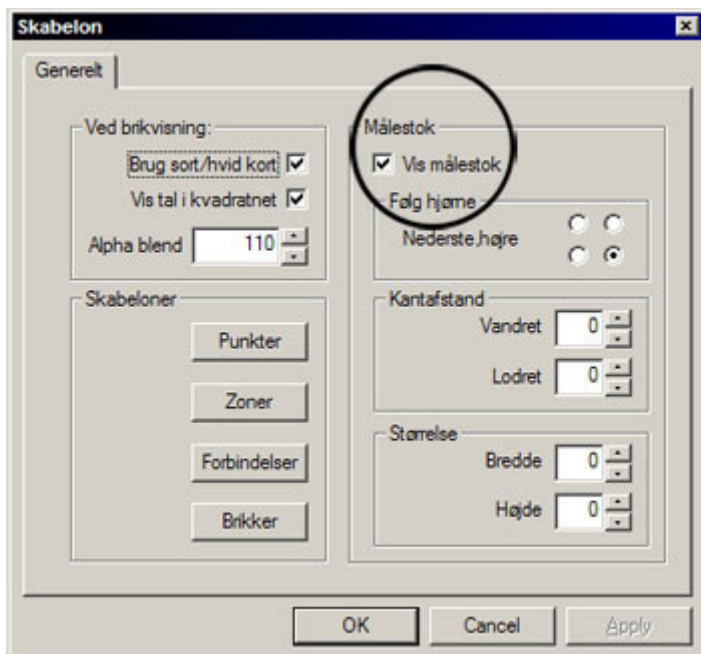 Skabelon
Generelt
Ved brikvisning:
Brug sort/hvid kort
Vis tal i kvadratnet
Alpha blend 110
Skabeloner
Punkter
Zoner
Forbindelser
Brikker
Målestok
Vis målestok
Følg hjørne
Nederste,højre
Kantafstand
Vandret 0
Lodret 0
Størrelse
Bredde 0
Højde 0
OK Cancel Apply